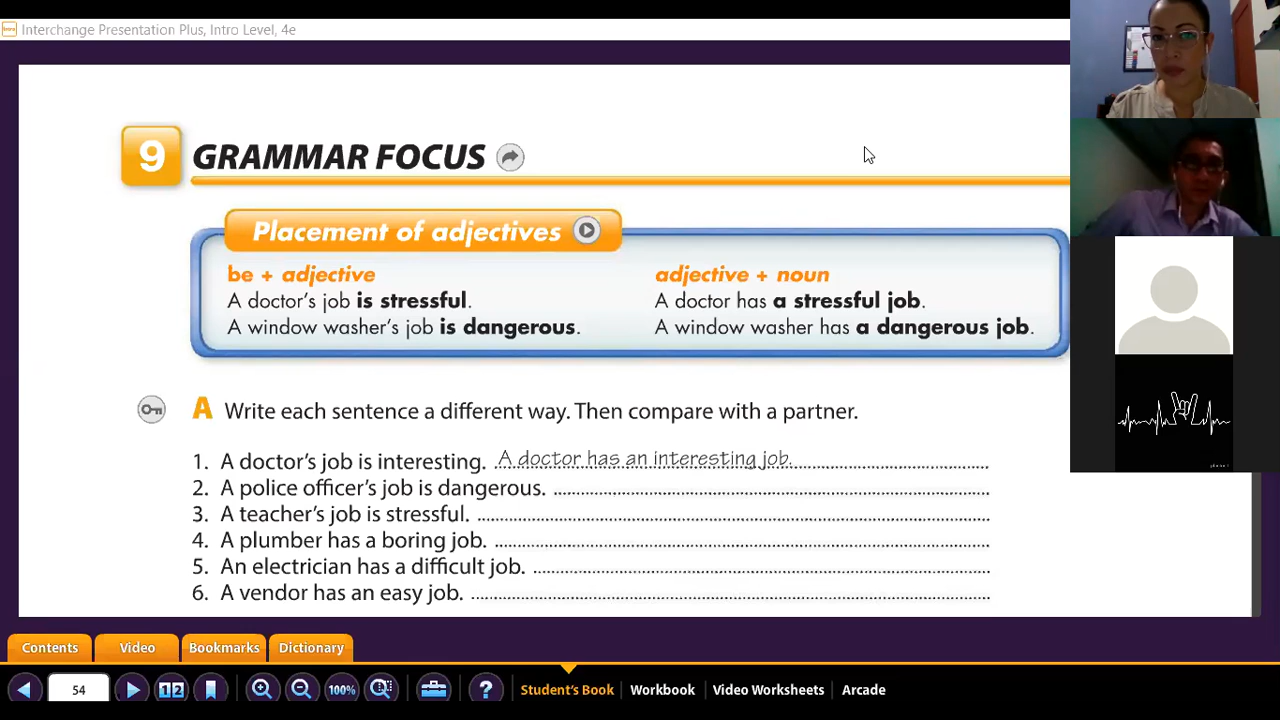 Interchange Presentation Plus, Intro Level, 4e
9 GRAMMAR FOCUS
Placement of adjectives
be + adjective
A doctor's job is stressful.
A window washer's job is dangerous.
adjective + noun
A doctor has a stressful job.
A window washer has a dangerous job.
A Write each sentence a different way. Then compare with a partner.
1. A doctor's job is interesting. A doctor has an interesting job.
2. A police officer's job is dangerous.
3. A teacher's job is stressful.
4. A plumber has a boring job.
5. An electrician has a difficult job.
6. A vendor has an easy job.
Contents Video Bookmarks Dictionary
54 12 100% ? Student's Book Workbook Video Worksheets Arcade